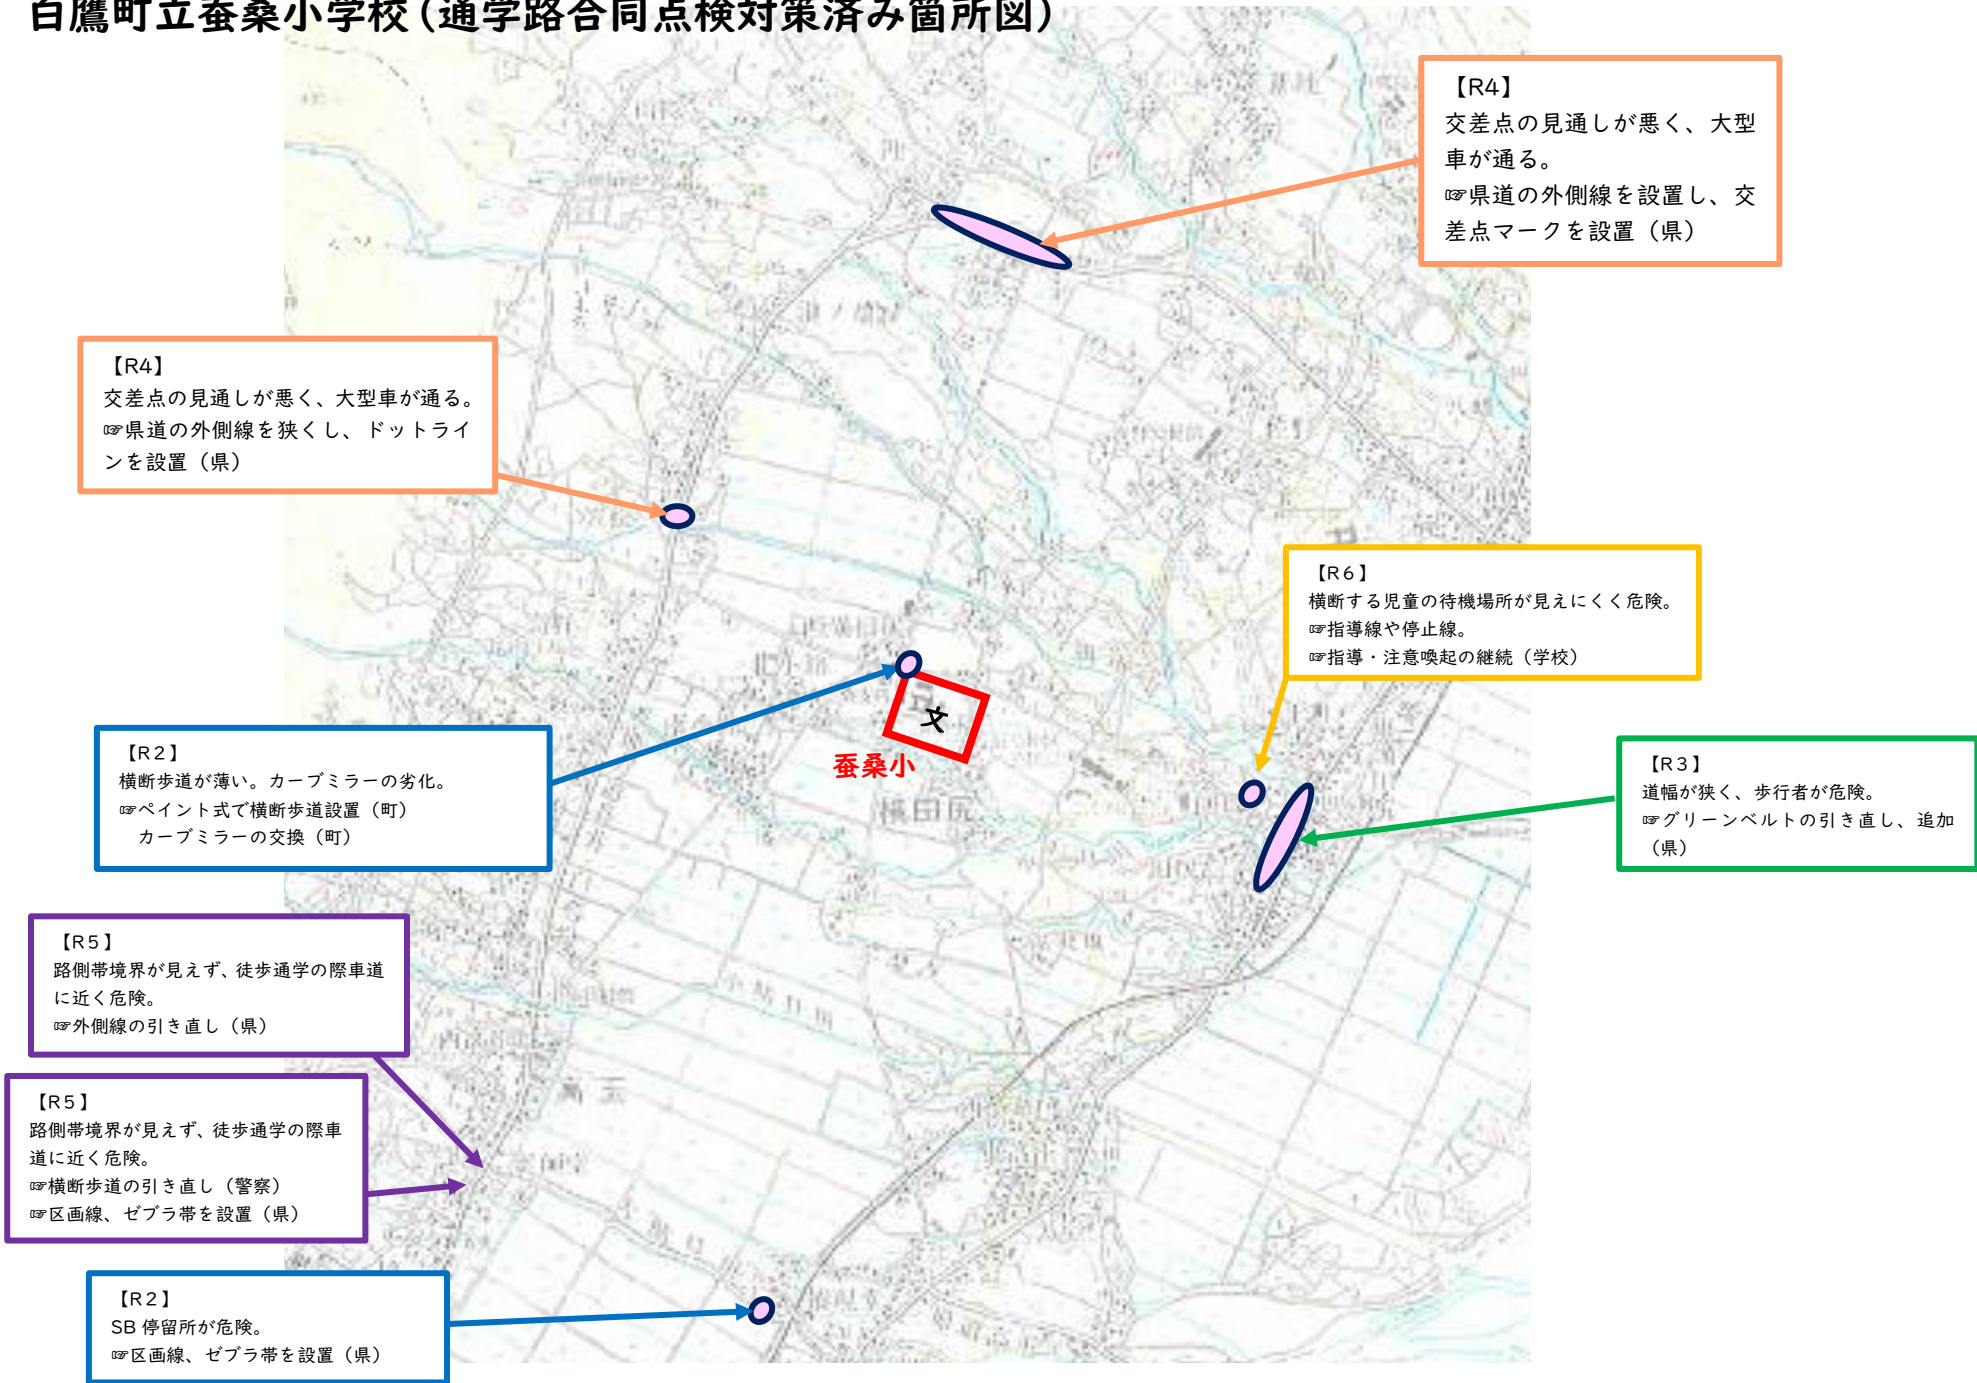 白鷹町立蚕桑小学校(通学路合同点検対策済み箇所図)
【R4】
交差点の見通しが悪く、大型
車が通る。
☞県道の外側線を設置し、交
差点マークを設置（県）
【R4】
交差点の見通しが悪く、大型車が通る。
☞県道の外側線を狭くし、ドットライ
ンを設置（県）
【R6】
横断する児童の待機場所が見えにくく危険。
☞指導線や停止線。
☞指導・注意喚起の継続（学校）
文
蚕桑小
【R2】
横断歩道が薄い。カーブミラーの劣化。
☞ペイント式で横断歩道設置（町）
カーブミラーの交換（町）
【R3】
道幅が狭く、歩行者が危険。
☞グリーンベルトの引き直し、追加
（県）
横田尻
【R5】
路側帯境界が見えず、徒歩通学の際車道
に近く危険。
☞外側線の引き直し（県）
【R5】
路側帯境界が見えず、徒歩通学の際車
道に近く危険。
☞横断歩道の引き直し（警察）
☞区画線、ゼブラ帯を設置（県）
【R2】
SB 停留所が危険。
☞区画線、ゼブラ帯を設置（県）